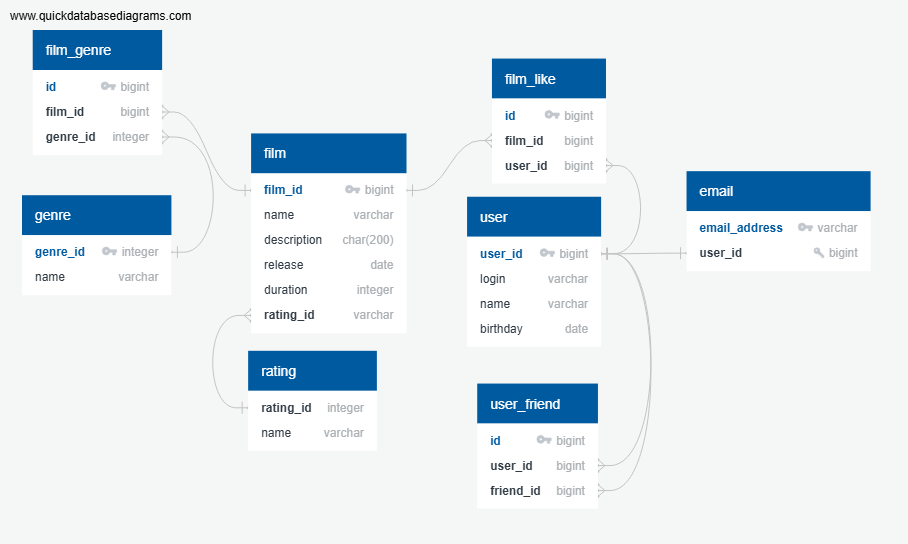 www.quickdatabasediagrams.com
film_genre
id bigint
film_id bigint
genre_id integer
genre
genre_id integer
name varchar
film
film_id bigint
name varchar
description char(200)
release date
duration integer
rating_id varchar
rating
rating_id integer
name varchar
film_like
id bigint
film_id bigint
user_id bigint
user
user_id bigint
login varchar
name varchar
birthday date
user_friend
id bigint
user_id bigint
friend_id bigint
email
email_address varchar
user_id bigint